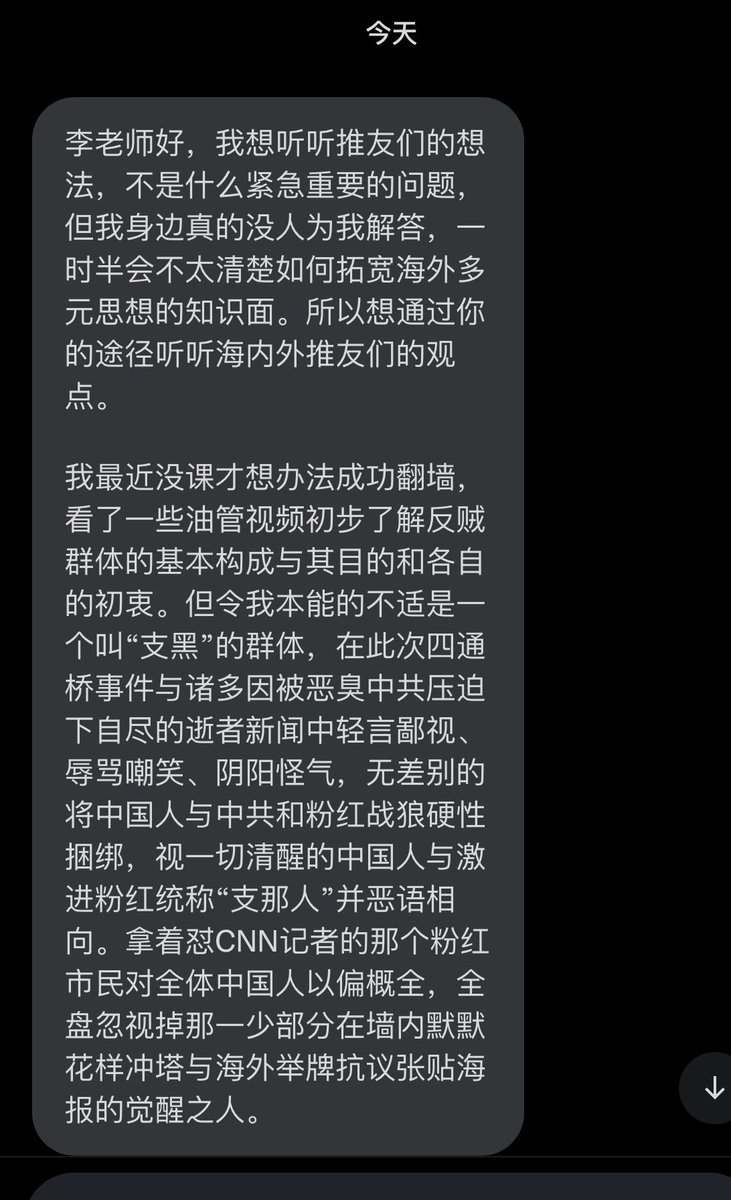 今天
李老师好，我想听听推友们的想
法，不是什么紧急重要的问题，
但我身边真的没人为我解答，一
时半会不太清楚如何拓宽海外多
元思想的知识面。所以想通过你
的途径听听海内外推友们的观
点。
我最近没课才想办法成功翻墙，
看了一些油管视频初步了解反贼
群体的基本构成与其目的和各自
的初衷。但令我本能的不适是一
个叫“支黑”的群体，在此次四通
桥事件与诸多因被恶臭中共压迫
下自尽的逝者新闻中轻言鄙视、
辱骂嘲笑、阴阳怪气，无差别的
将中国人与中共和粉红战狼硬性
捆绑，视一切清醒的中国人与激
进粉红统称“支那人”并恶语相
向。拿着怼CNN记者的那个粉红
市民对全体中国人以偏概全，全
盘忽视掉那一少部分在墙内默默
花样冲塔与海外举牌抗议张贴海
报的觉醒之人。